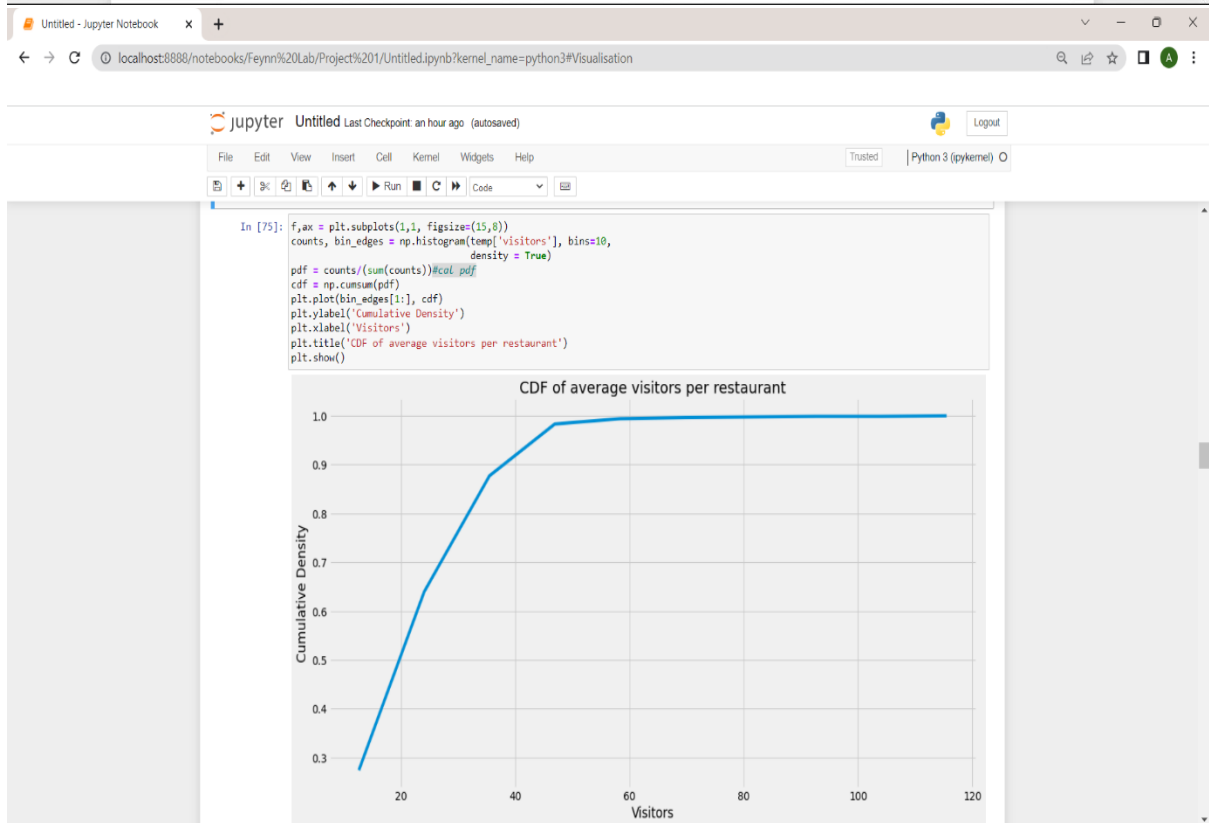 Untitled - Jupyter Notebook
localhost:8888/notebooks/Feynn%20Lab/Project%201/Untitled.ipynb?kernel_name=python3#Visualisation
A
jupyter Untitled Last Checkpoint: an hour ago (autosaved)
Logout
File Edit View Insert Cell Kernel Widgets Help
Trusted
Python 3 (ipykernel)
Run
Code
In [75]: f,ax = plt.subplots(1,1, figsize=(15,8))
counts, bin_edges = np.histogram(temp['visitors'], bins=10,
density = True)
pdf = counts/(sum(counts))#cal pdf
cdf = np.cumsum(pdf)
plt.plot(bin_edges[1:], cdf)
plt.ylabel('Cumulative Density')
plt.xlabel('Visitors')
plt.title('CDF of average visitors per restaurant')
plt.show()
CDF of average visitors per restaurant
1.0
0.9
0.8
0.7
0.6
0.5
0.4
0.3
Cumulative Density
20 40 60 80 100 120
Visitors